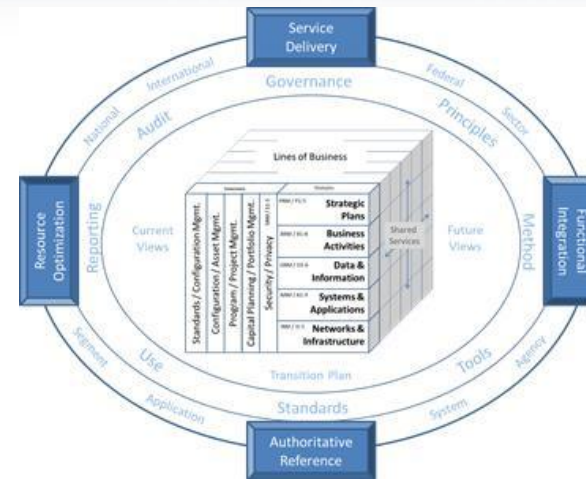 Service
Delivery
International
National
Federal
Sector
Governance
Audit
Principles
Lines of Business
Resource
Optimization
Reporting
Current
Views
Standards / Configuration Mgmt.
Configuration / Asset Mgmt.
Program / Project Mgmt.
Capital Planning / Portfolio Mgmt.
Security / Privacy
Strategic
Plans
Business
Activities
Data &
Information
Systems &
Applications
Networks &
Infrastructure
Shared
Services
Future
Views
Method
Functional
Integration
Use
Tools
Transition Plan
Standards
Segment
Application
System
Agency
Authoritative
Reference